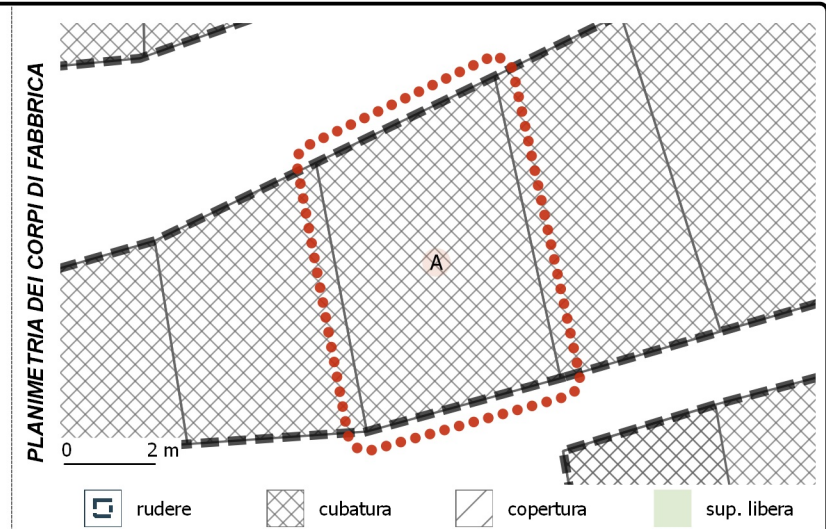 PLANIMETRIA DEI CORPI DI FABBRICA
A
0 2 m
rudere cubatura copertura sup. libera